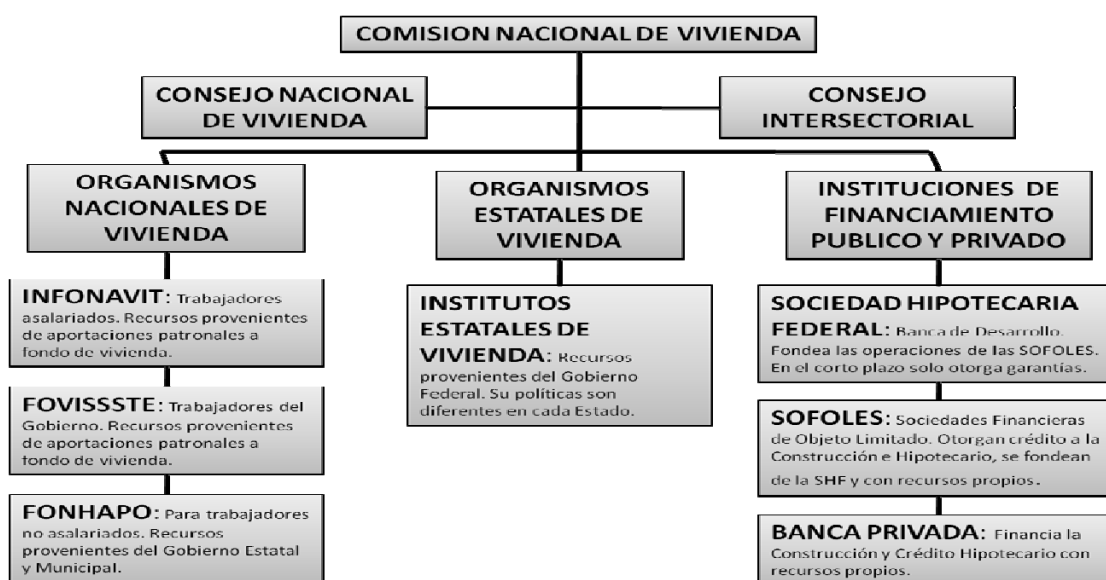 COMISION NACIONAL DE VIVIENDA
CONSEJO NACIONAL
DE VIVIENDA
CONSEJO
INTERSECTORIAL
ORGANISMOS
NACIONALES DE
VIVIENDA
INFONAVIT: Trabajadores
asalariados. Recursos provenientes
de aportaciones patronales a
fondo de vivienda.
FOVISSSTE: Trabajadores del
Gobierno. Recursos provenientes
de aportaciones patronales a
fondo de vivienda.
FONHAPO: Para trabajadores
no asalariados. Recursos
provenientes del Gobierno Estatal
y Municipal.
ORGANISMOS
ESTATALES DE
VIVIENDA
INSTITUTOS
ESTATALES DE
VIVIENDA: Recursos
provenientes del Gobierno
Federal. Su políticas son
diferentes en cada Estado.
INSTITUCIONES DE
FINANCIAMIENTO
PUBLICO Y PRIVADO
SOCIEDAD HIPOTECARIA
FEDERAL: Banca de Desarrollo.
Fondea las operaciones de las SOFOLES.
En el corto plazo solo otorga garantías.
SOFOLES: Sociedades Financieras
de Objeto Limitado. Otorgan crédito a la
Construcción e Hipotecario, se fondean
de la SHF y con recursos propios.
BANCA PRIVADA: Financia la
Construcción y Crédito Hipotecario con
recursos propios.